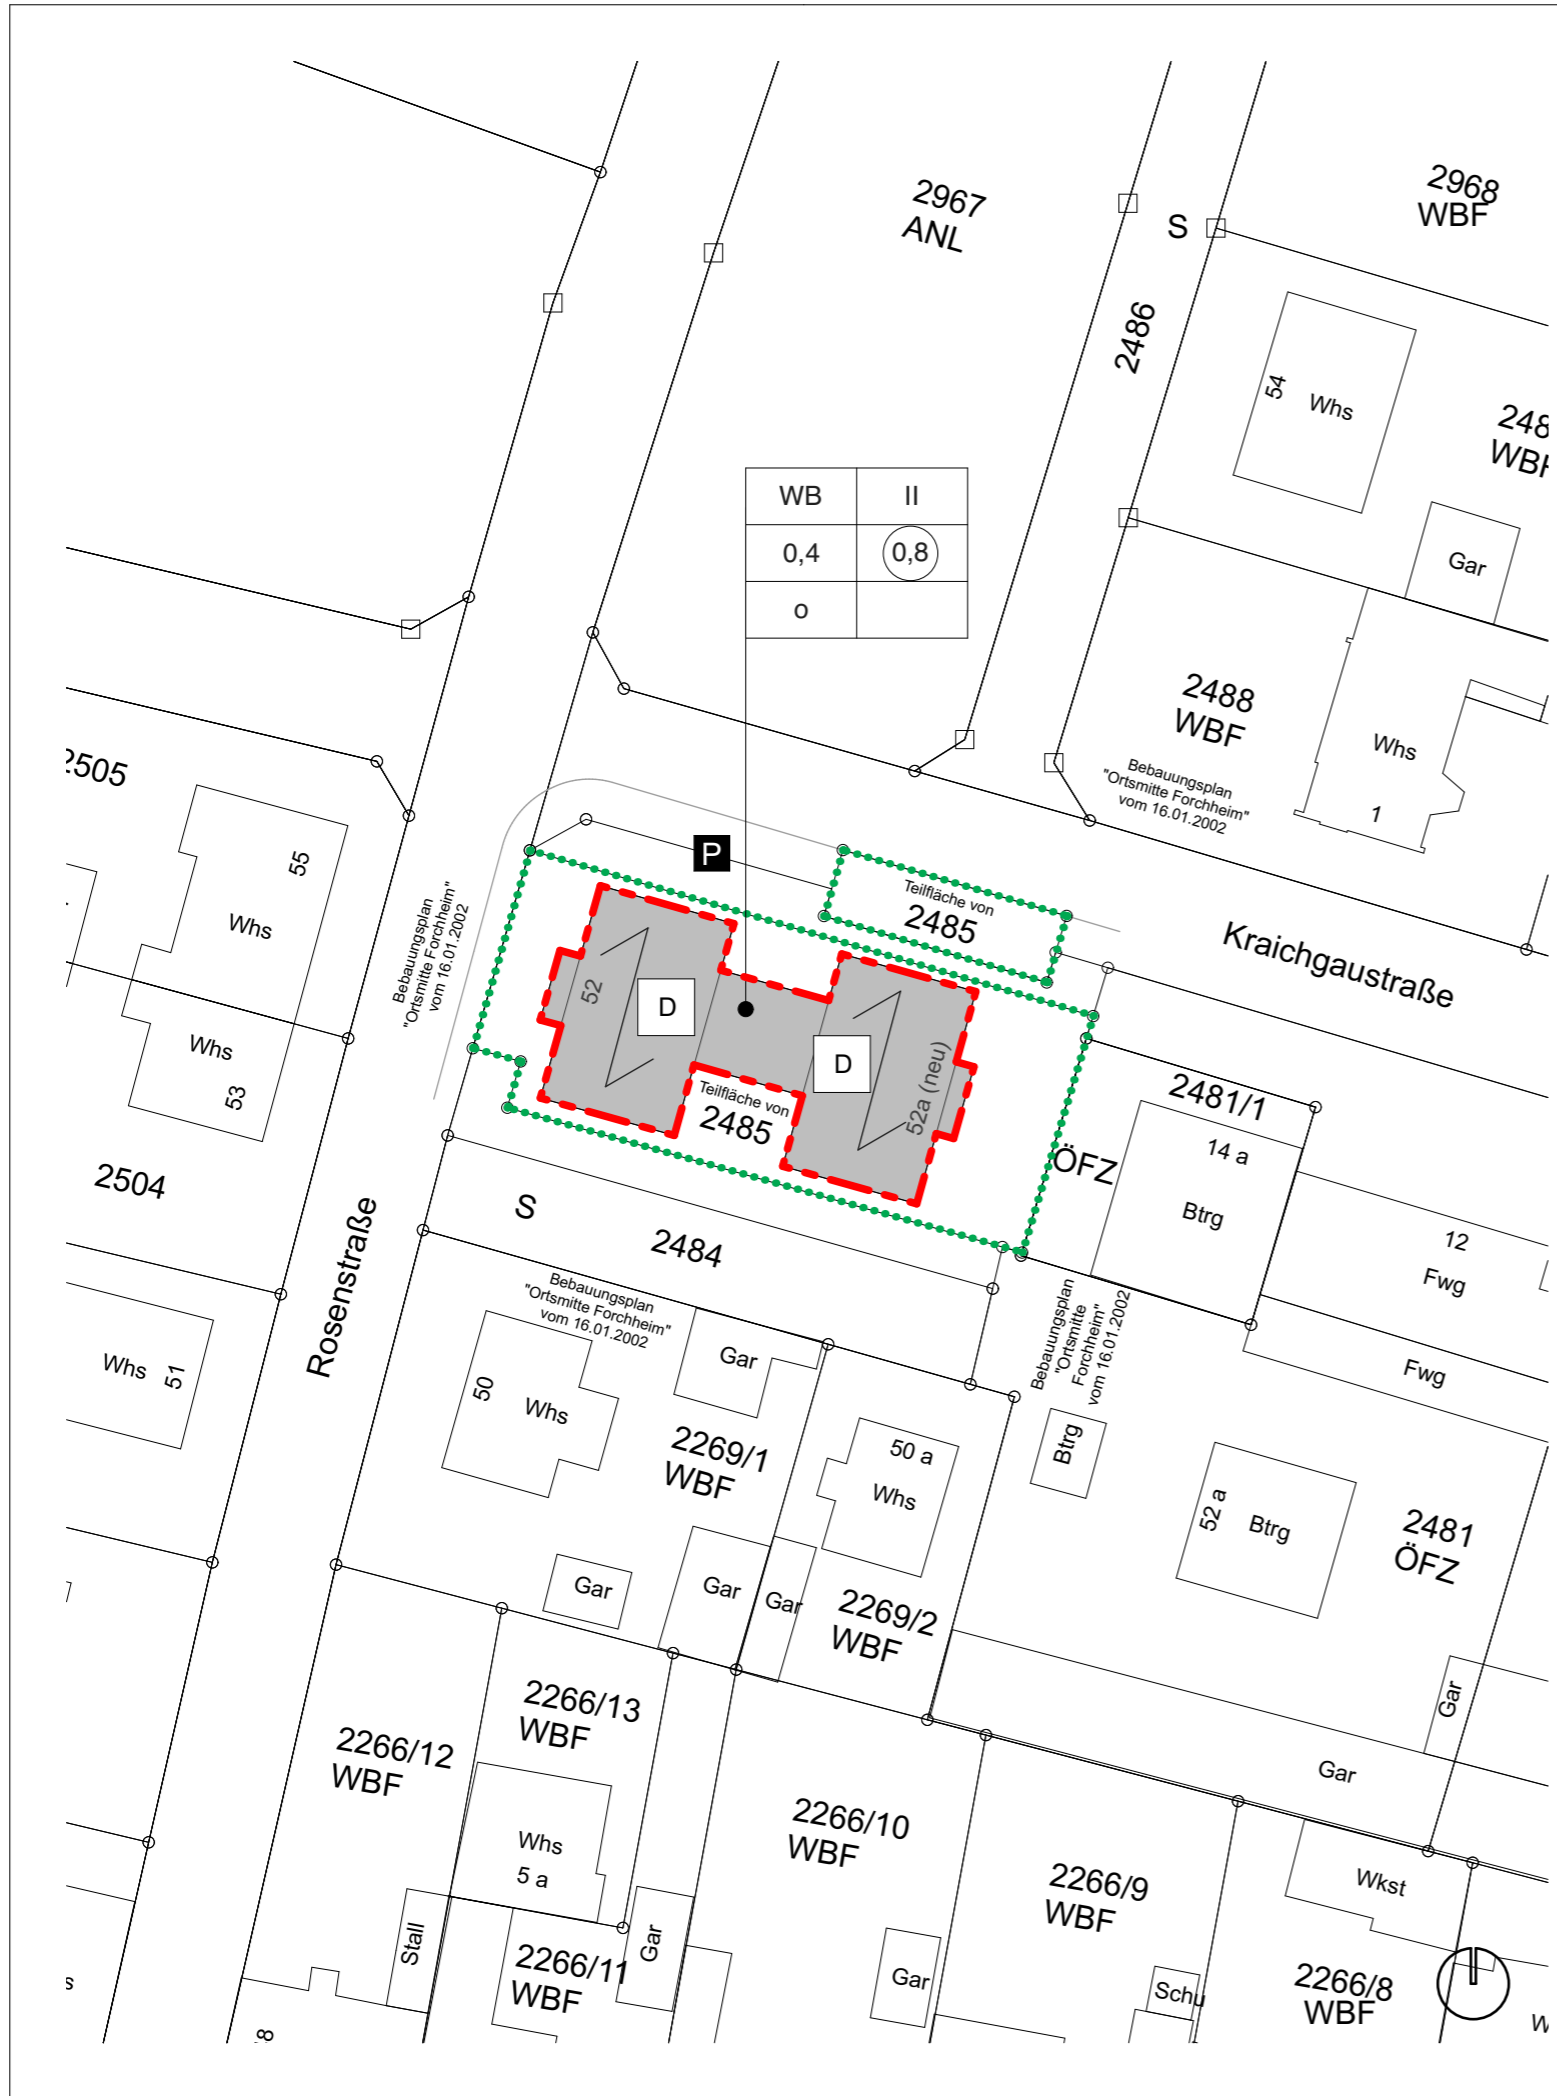 2967
ANL
2968
WBF
S
2486
54
Whs
248
WB
Gar
WB
II
0,4
0,8
o
2488
WBF
Whs
1
Bebauungsplan
"Ortsmitte Forchheim"
vom 16.01.2002
2505
55
Whs
P
Teilfläche von
2485
Kraichgaustraße
Bebauungsplan
"Ortsmitte Forchheim"
vom 16.01.2002
52
D
D
52a (neu)
Whs
53
Teilfläche von
2485
2481/1
14 a
ÖFZ
Btrg
2504
S
2484
12
Fwg
Rosenstraße
Bebauungsplan
"Ortsmitte Forchheim"
vom 16.01.2002
Bebauungsplan
"Ortsmitte
Forchheim"
vom 16.01.2002
Whs
51
Gar
Fwg
50
Whs
2269/1
WBF
50 a
Whs
Btrg
52 a
Btrg
2481
ÖFZ
Gar
Gar
Gar
2269/2
WBF
2266/13
WBF
2266/12
WBF
Gar
Gar
2266/10
WBF
Whs
5 a
2266/9
WBF
Wkst
Stall
Gar
2266/11
WBF
Gar
Schu
2266/8
WBF
s
8
W